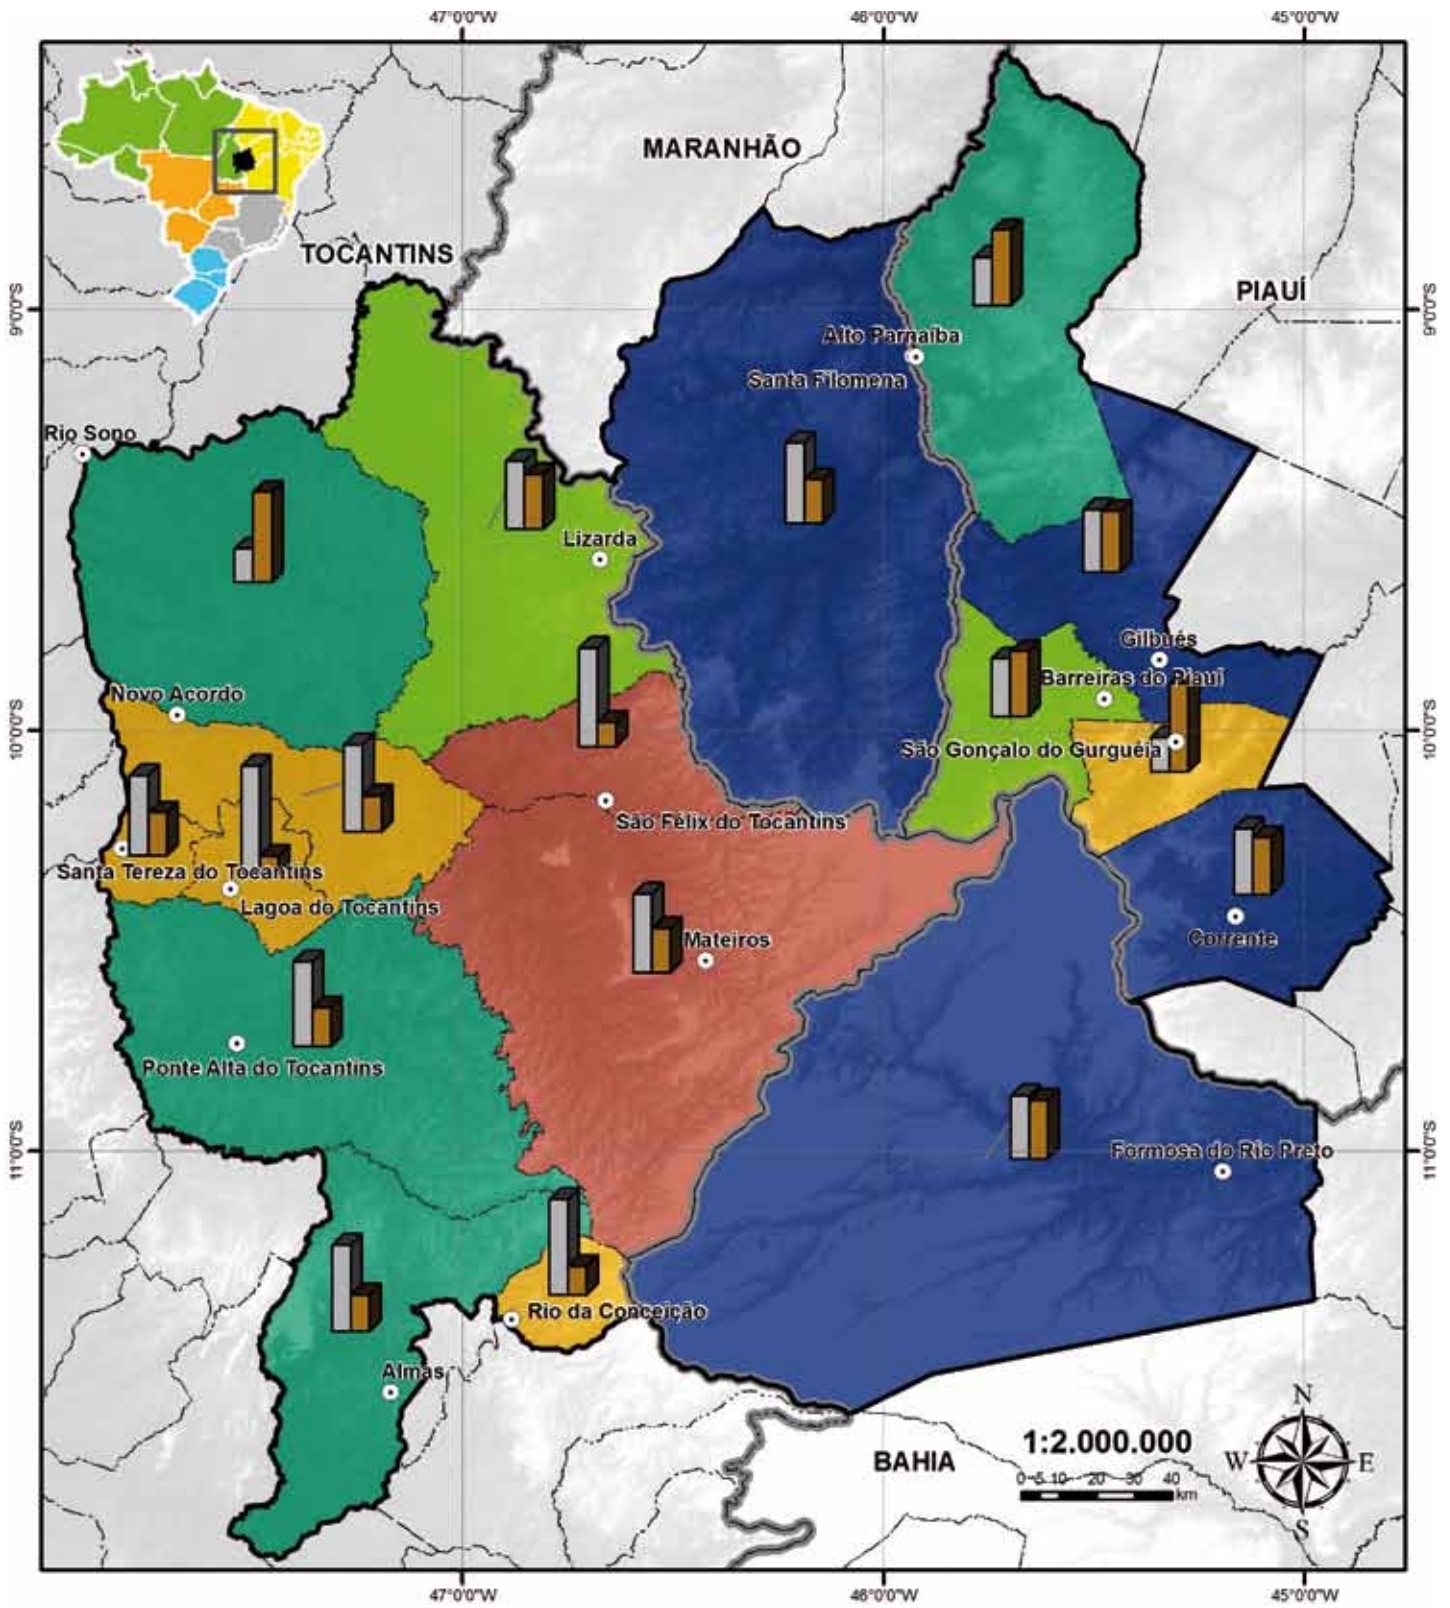 47°0'0"W
46°0'0"W
45°0'0"W
MARANHÃO
TOCANTINS
PIAUÍ
9°0'0"S
9°0'0"S
Alto Parnaíba
Santa Filomena
Rio Sono
Lizarda
Gilbués
Barreiras do Piauí
Novo Acordo
10°0'0"S
10°0'0"S
São Gonçalo do Gurguéia
São Félix do Tocantins
Santa Tereza do Tocantins
Lagoa do Tocantins
Mateiros
Corrente
Ponte Alta do Tocantins
11°0'0"S
11°0'0"S
Formosa do Rio Preto
Rio da Conceição
Almas
BAHIA
1:2.000.000
0 5 10 20 30 40
km
N
W
E
S
47°0'0"W
46°0'0"W
45°0'0"W